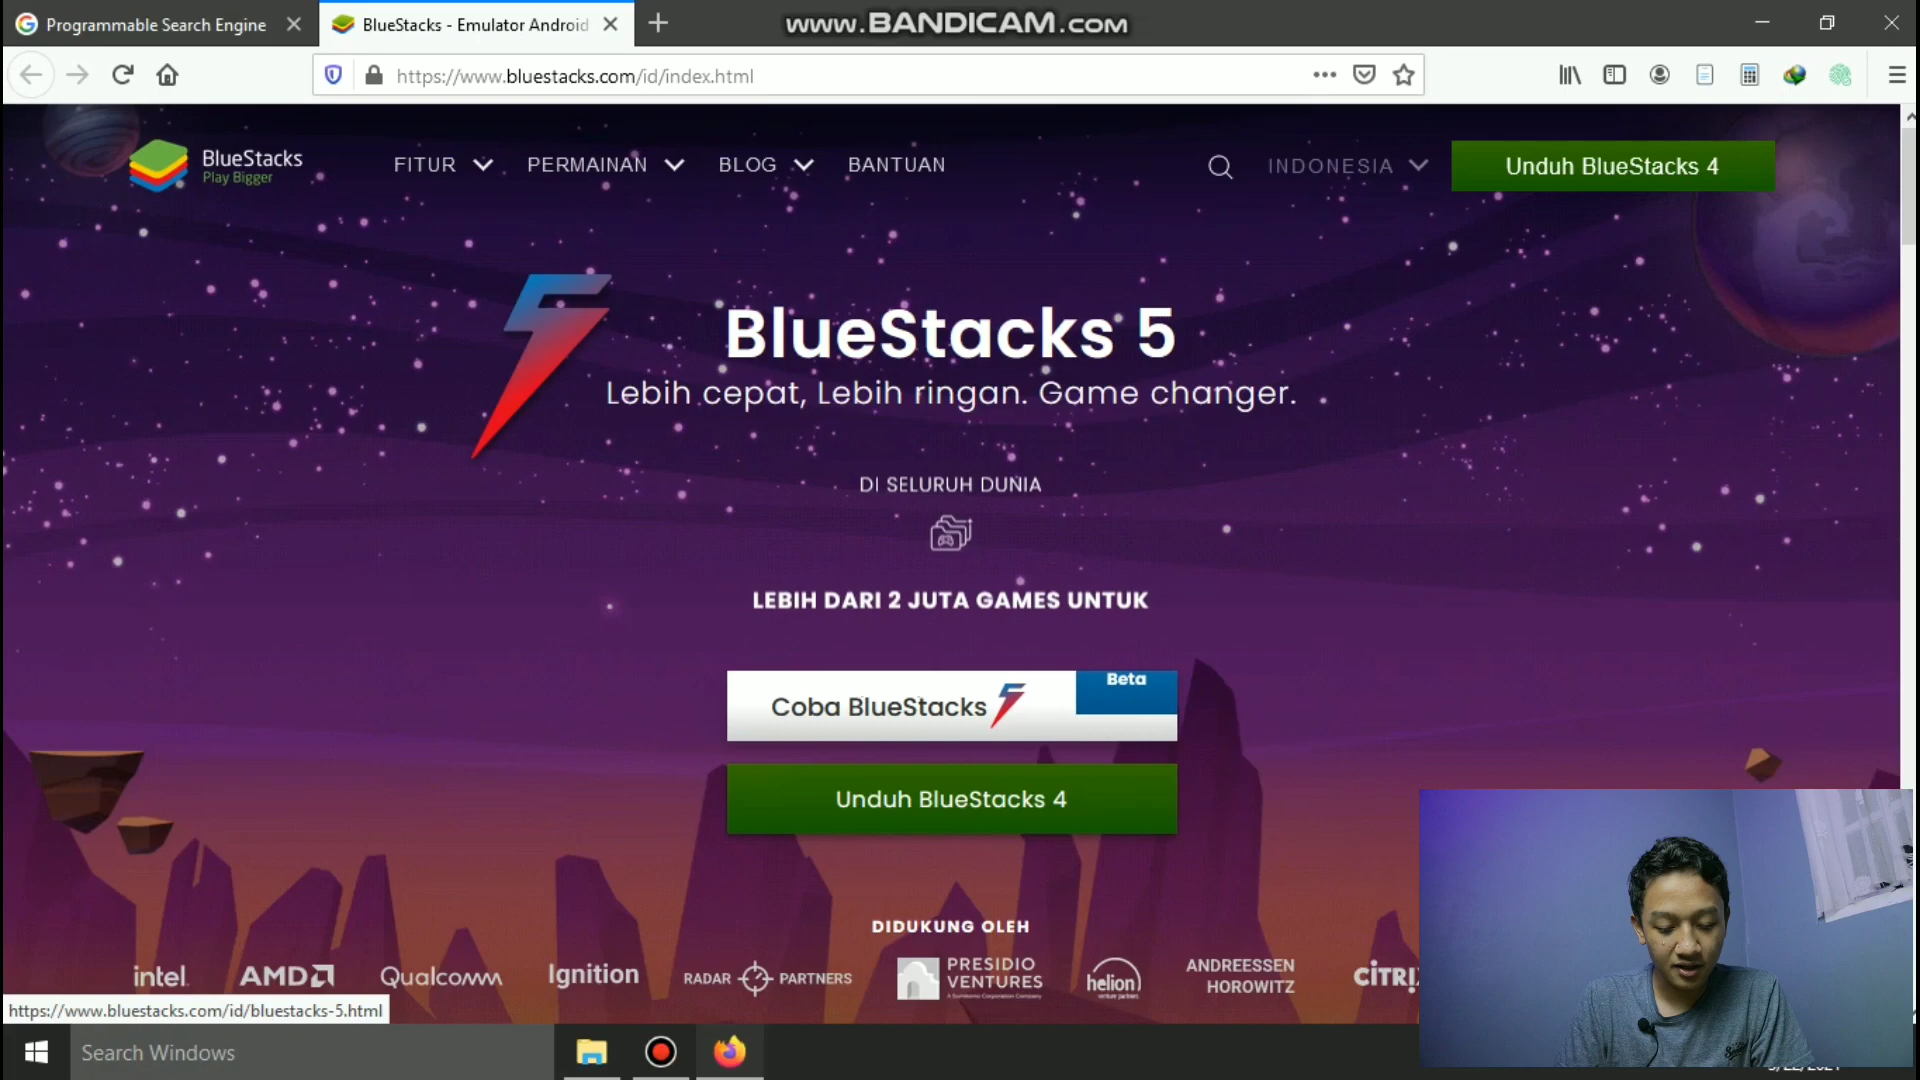 Programmable Search Engine
BlueStacks - Emulator Android
www.BANDICAM.com
https://www.bluestacks.com/id/index.html
BlueStacks
Play Bigger
FITUR
PERMAINAN
BLOG
BANTUAN
INDONESIA
Unduh BlueStacks 4
BlueStacks 5
Lebih cepat, Lebih ringan. Game changer.
DI SELURUH DUNIA
LEBIH DARI 2 JUTA GAMES UNTUK
Coba BlueStacks
Beta
Unduh BlueStacks 4
DIDUKUNG OLEH
intel.
AMD
Qualcomm
Ignition
RADAR PARTNERS
PRESIDIO
VENTURES
helion
venture partners
ANDREESSEN
HOROWITZ
https://www.bluestacks.com/id/bluestacks-5.html
Search Windows